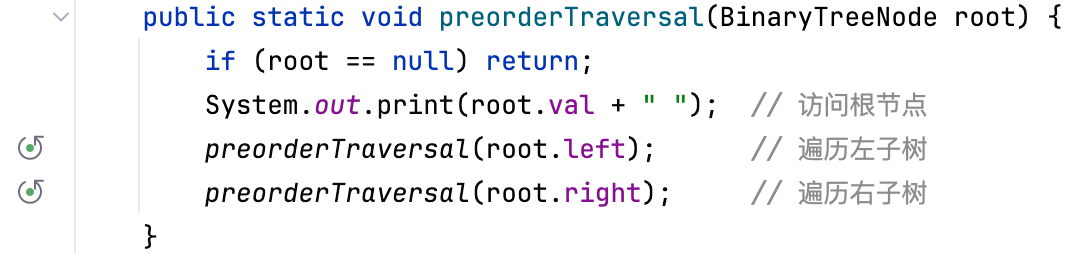 public static void preorderTraversal(BinaryTreeNode root) {
    if (root == null) return;
    System.out.print(root.val + " ");  // 访问根节点
    preorderTraversal(root.left);      // 遍历左子树
    preorderTraversal(root.right);     // 遍历右子树
}